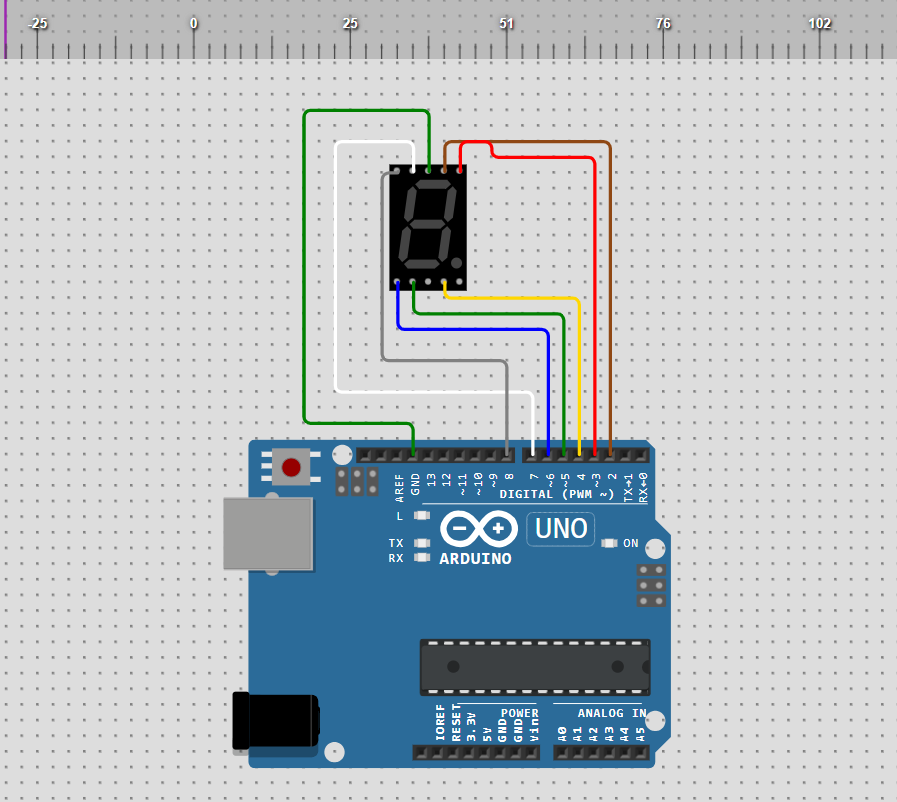 -25 0 25 51 76 102
AREF GND 13 12 ~11 ~10 ~9 8 7 ~6 ~5 4 ~3 2 TX→1 RX←0
DIGITAL (PWM ~)
L
UNO
TX
ON
RX
ARDUINO
POWER
ANALOG IN
IOREF RESET 3.3V 5V GND GND Vin A0 A1 A2 A3 A4 A5